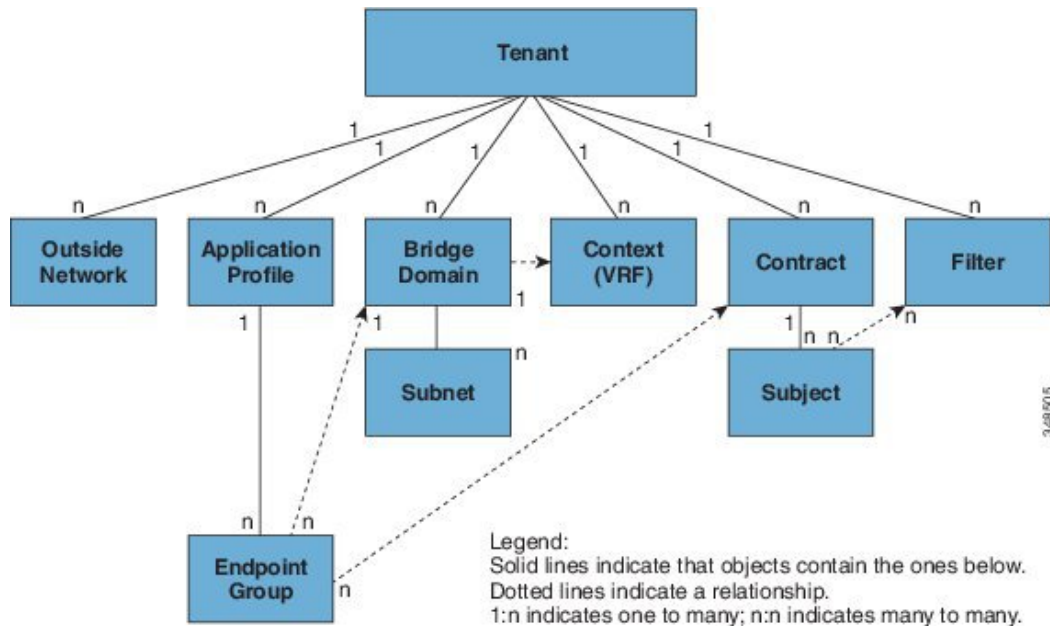 Tenant
1
1
1
1
1
1
n
n
n
n
n
n
Outside
Network
Application
Profile
Bridge
Domain
Context
(VRF)
Contract
Filter
1
1
1
1
n
n
n
n
Subnet
Subject
348505
n
n
Endpoint
Group
n
Legend:
Solid lines indicate that objects contain the ones below.
Dotted lines indicate a relationship.
1:n indicates one to many; n:n indicates many to many.